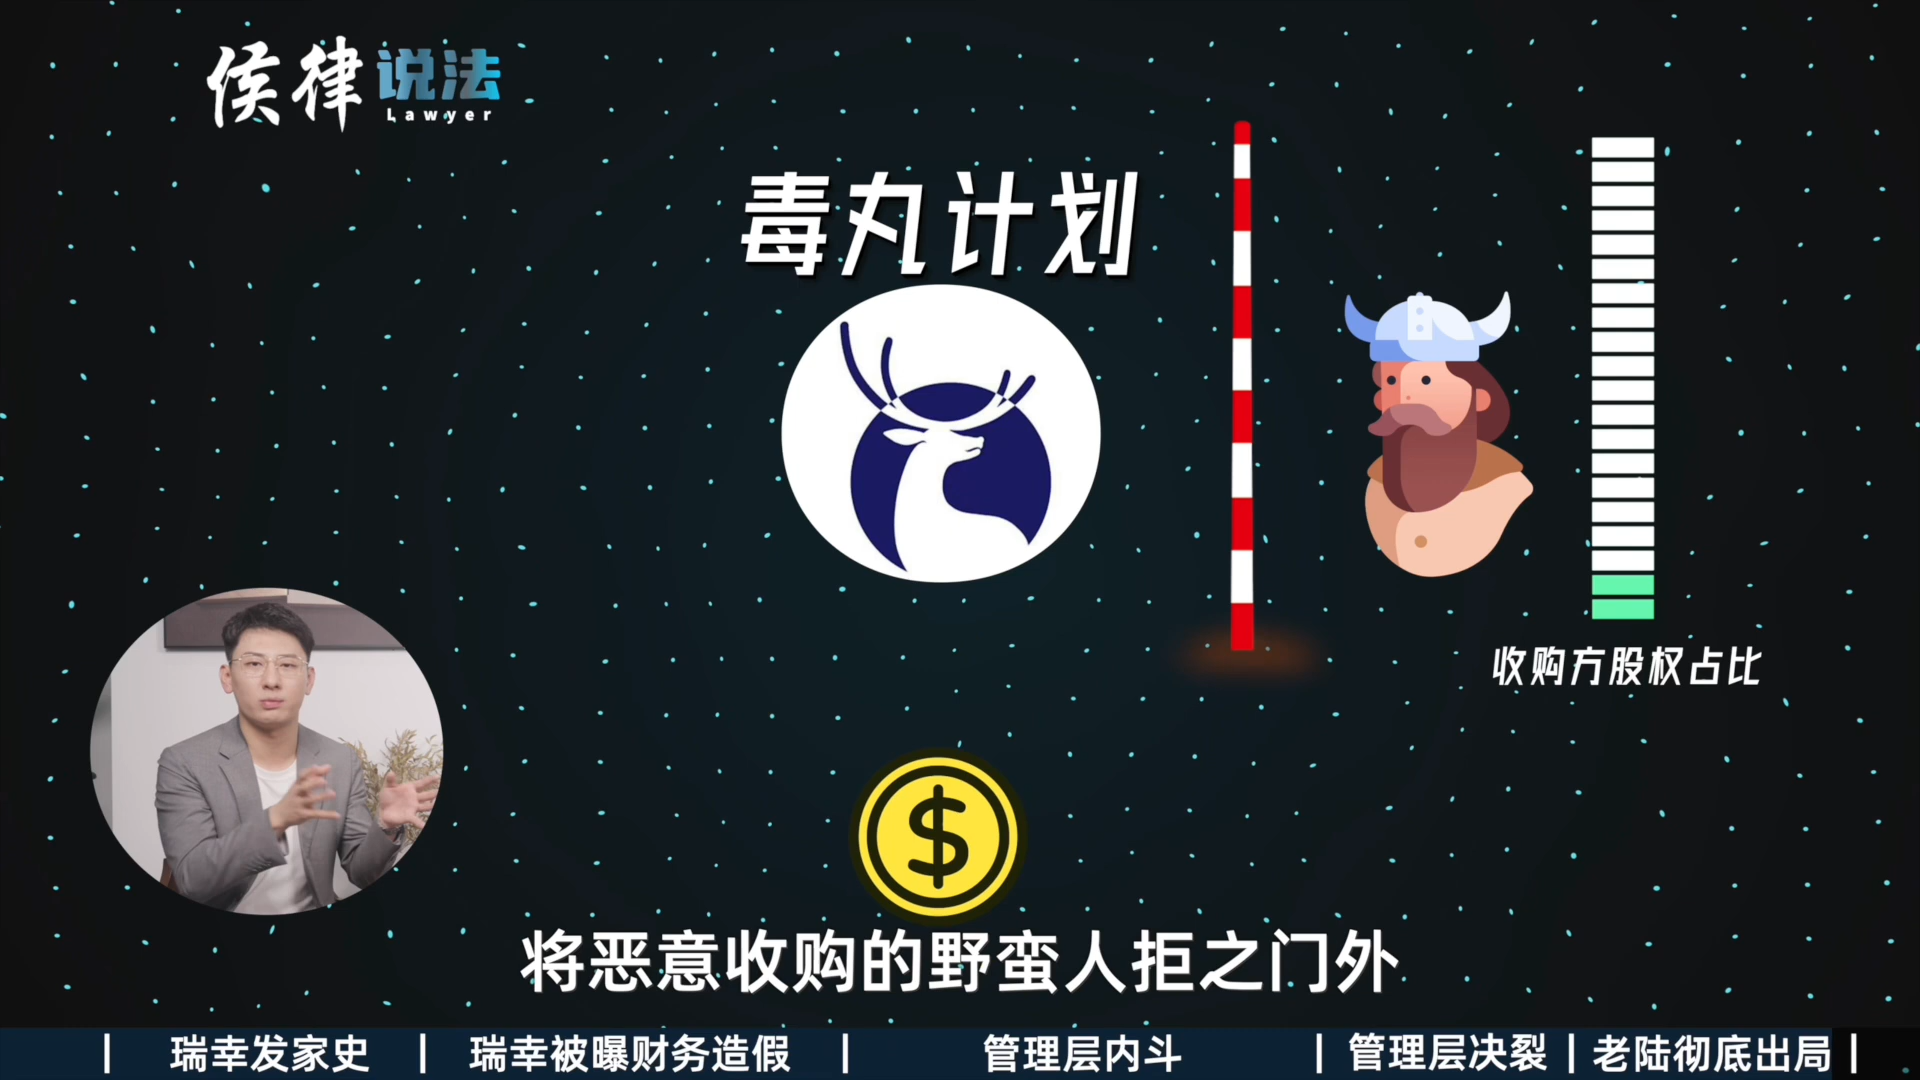 侯律说法
Lawyer
毒丸计划
收购方股权占比
$
将恶意收购的野蛮人拒之门外
| 瑞幸发家史 | 瑞幸被曝财务造假 | 管理层内斗 | 管理层决裂 | 老陆彻底出局 |